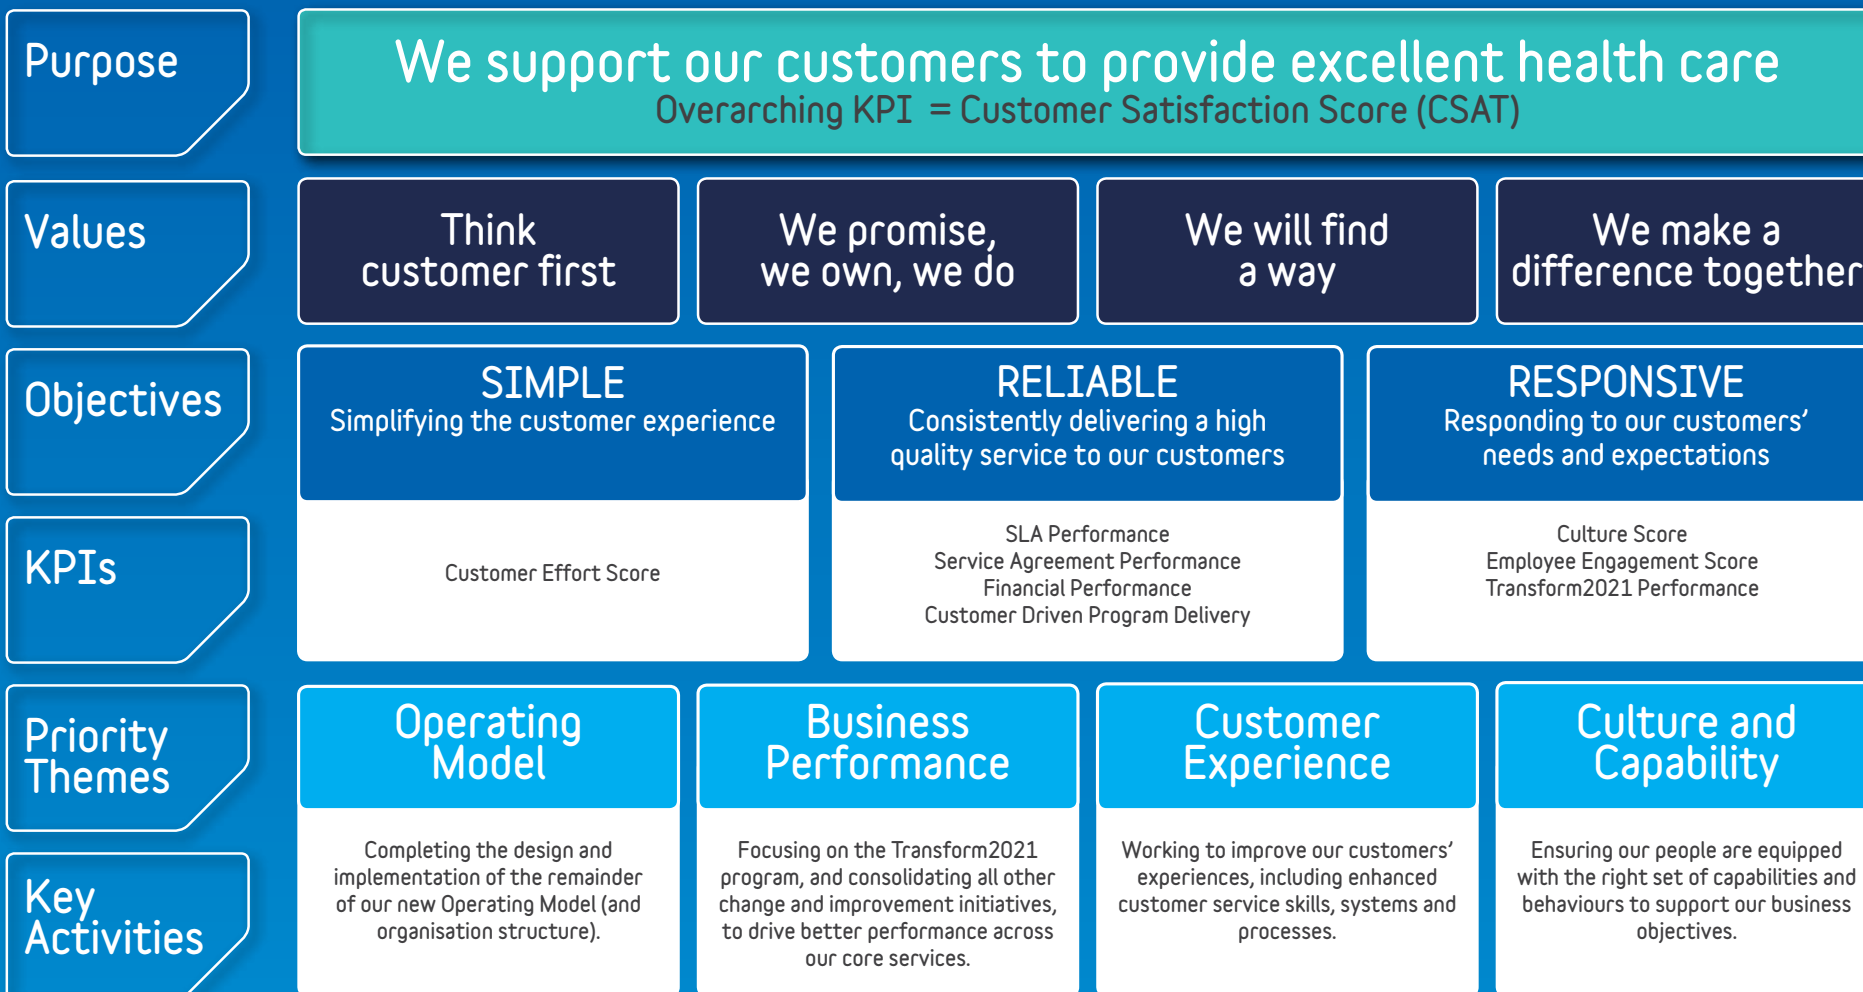 Purpose
We support our customers to provide excellent health care
Overarching KPI = Customer Satisfaction Score (CSAT)
Values
Think
customer first
We promise,
we own, we do
We will find
a way
We make a
difference together
Objectives
SIMPLE
Simplifying the customer experience
RELIABLE
Consistently delivering a high
quality service to our customers
RESPONSIVE
Responding to our customers’
needs and expectations
KPIs
Customer Effort Score
SLA Performance
Service Agreement Performance
Financial Performance
Customer Driven Program Delivery
Culture Score
Employee Engagement Score
Transform2021 Performance
Priority
Themes
Operating
Model
Business
Performance
Customer
Experience
Culture and
Capability
Key
Activities
Completing the design and
implementation of the remainder
of our new Operating Model (and
organisation structure).
Focusing on the Transform2021
program, and consolidating all other
change and improvement initiatives,
to drive better performance across
our core services.
Working to improve our customers’
experiences, including enhanced
customer service skills, systems and
processes.
Ensuring our people are equipped
with the right set of capabilities and
behaviours to support our business
objectives.